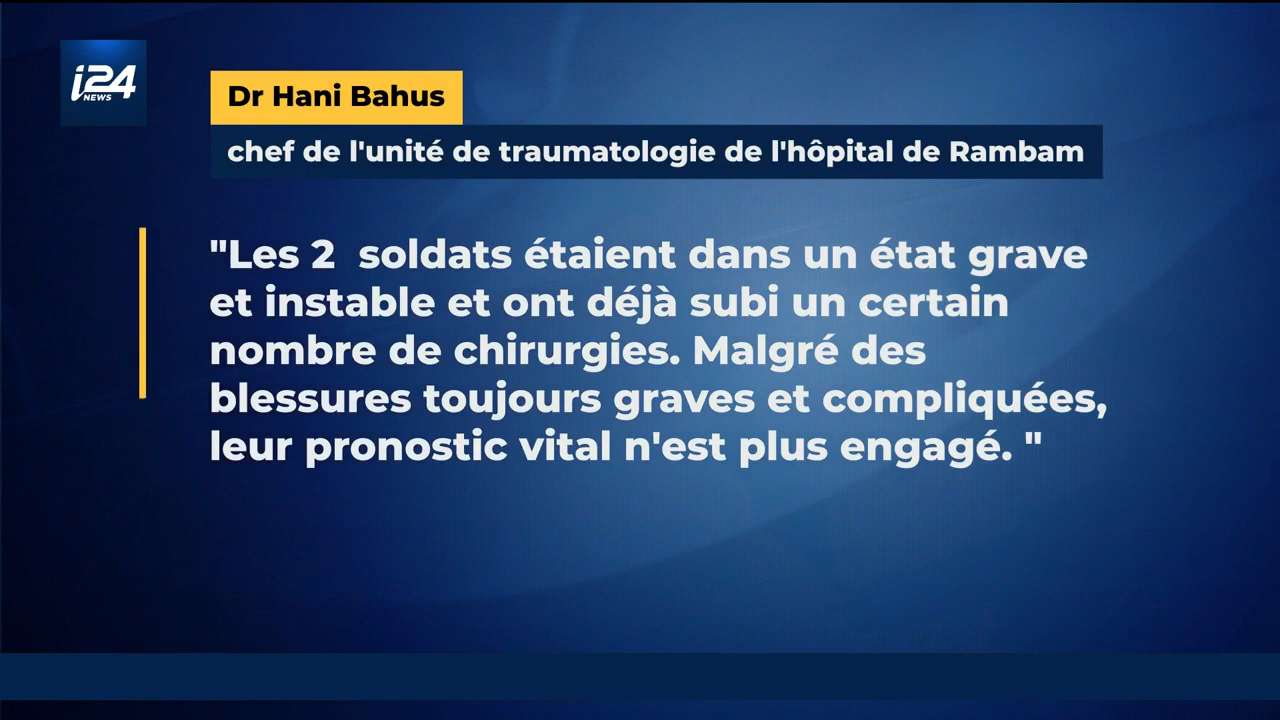 i24
NEWS
Dr Hani Bahus
chef de l'unité de traumatologie de l'hôpital de Rambam
"Les 2  soldats étaient dans un état grave
et instable et ont déjà subi un certain
nombre de chirurgies. Malgré des
blessures toujours graves et compliquées,
leur pronostic vital n'est plus engagé. "